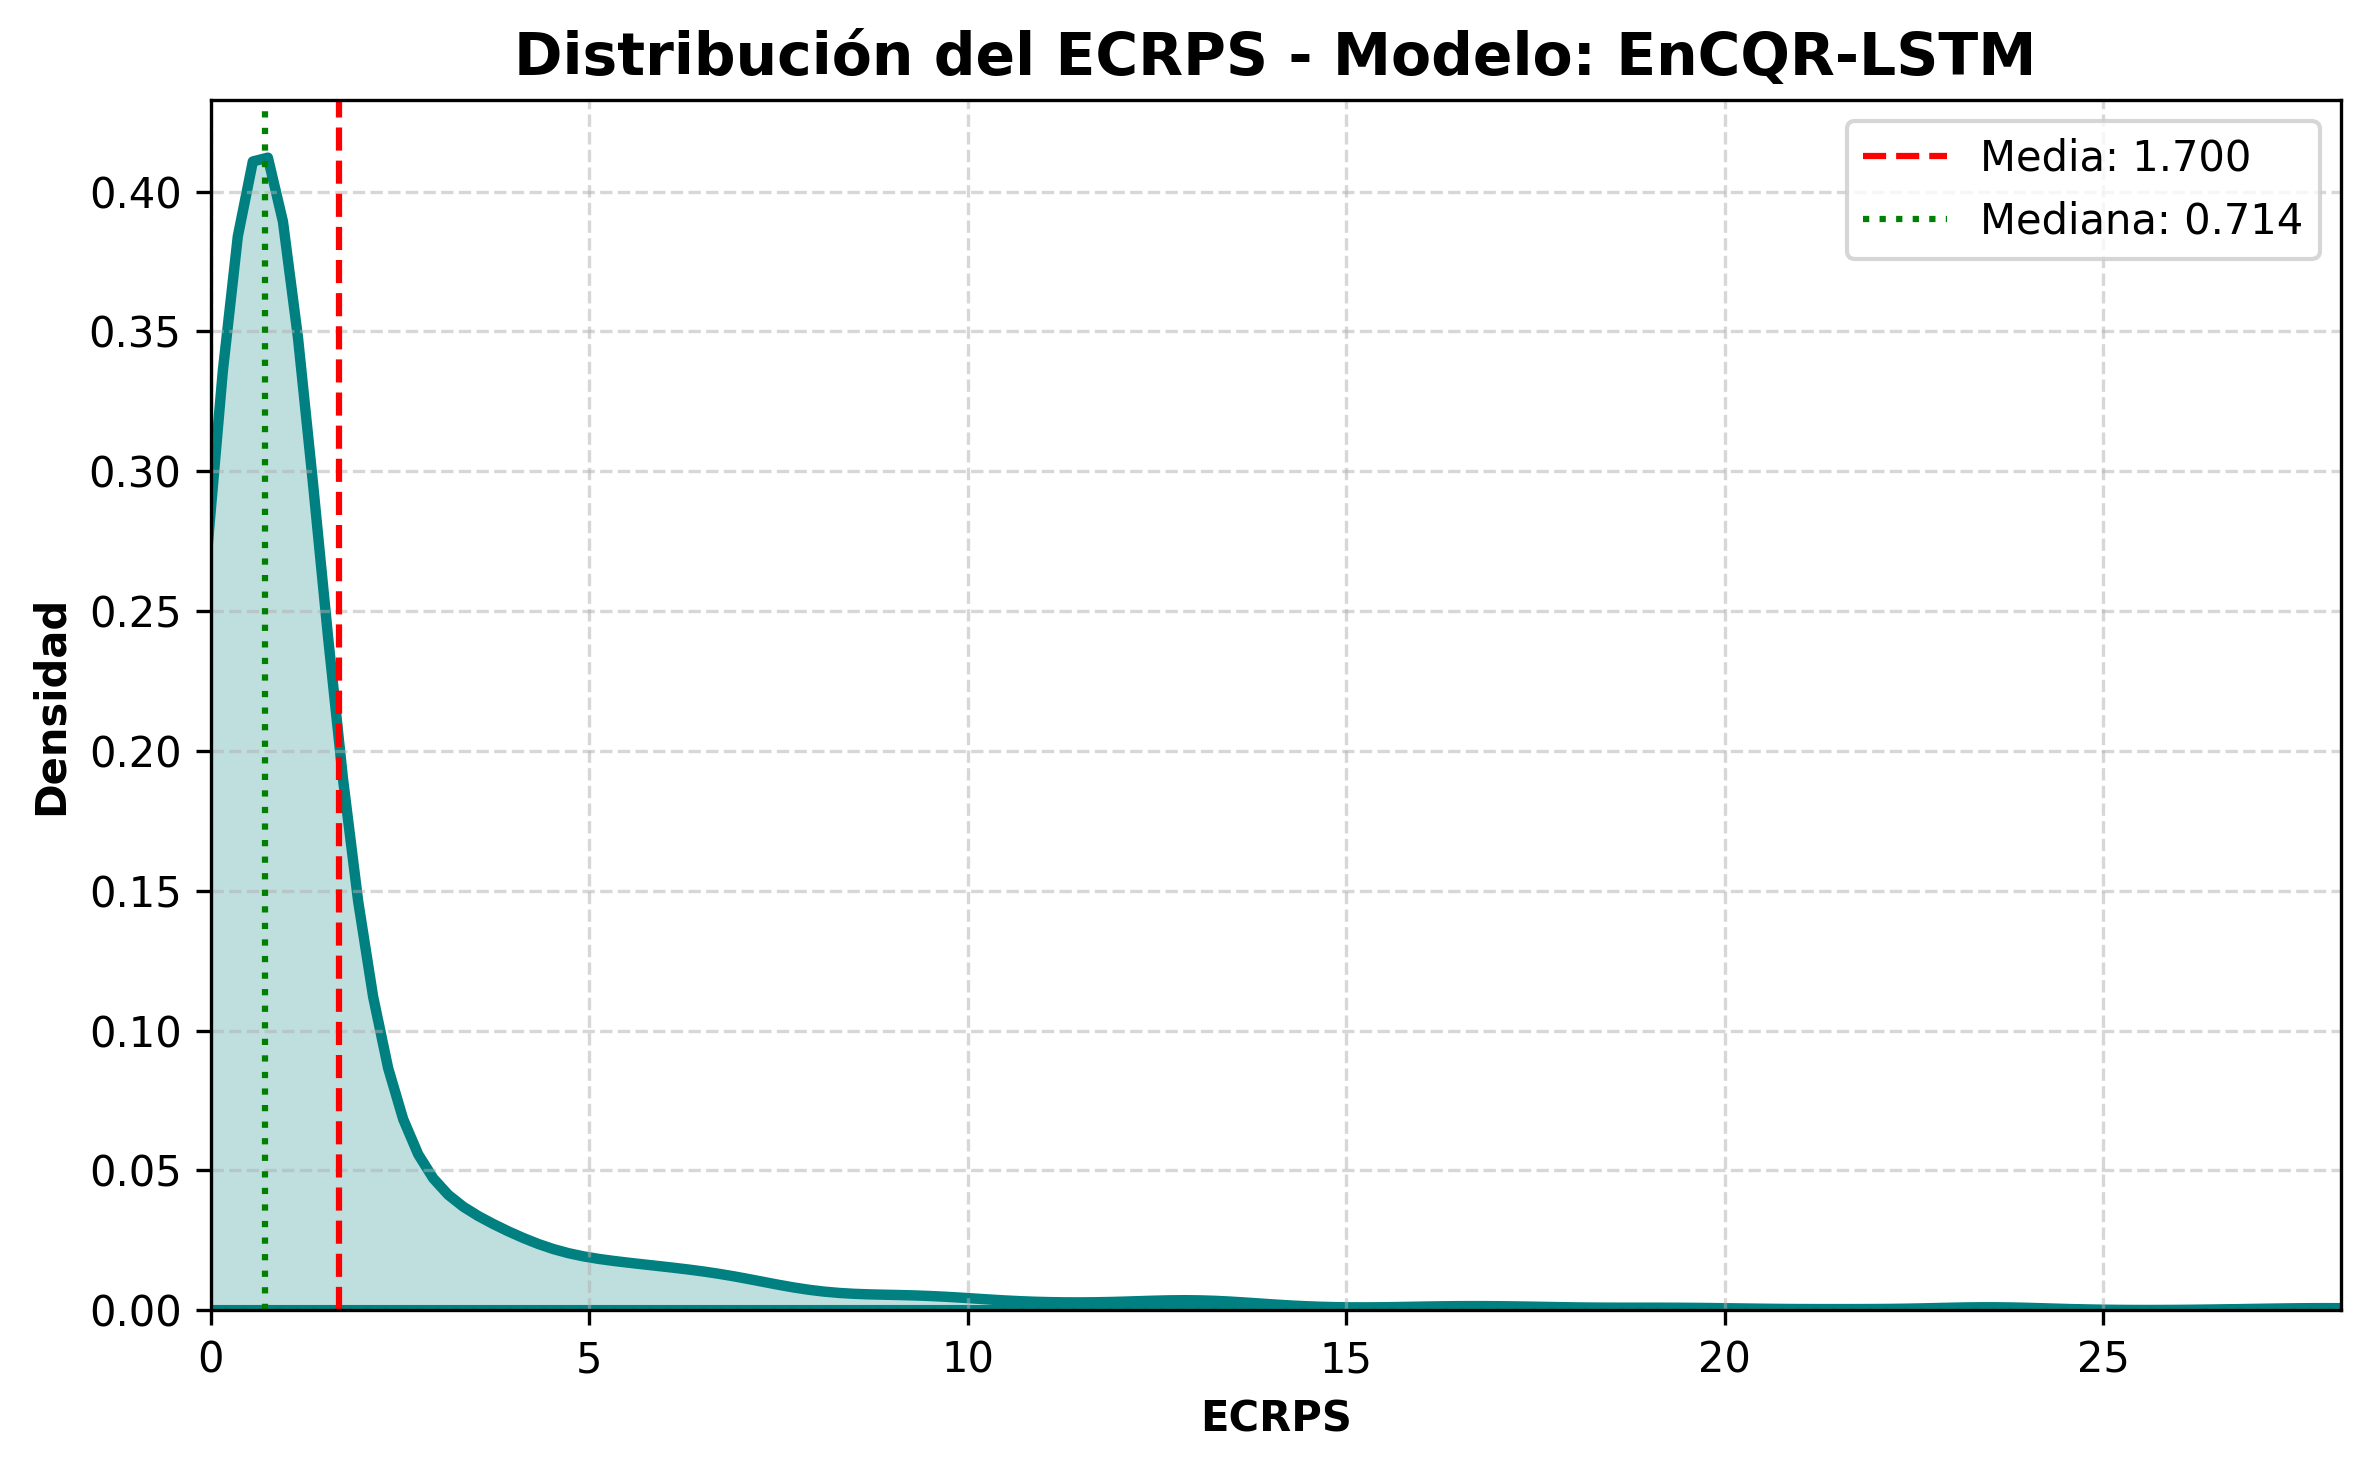 Distribución del ECRPS - Modelo: EnCQR-LSTM
Media: 1.700
Mediana: 0.714
Densidad
0.40
0.35
0.30
0.25
0.20
0.15
0.10
0.05
0.00
0 5 10 15 20 25
ECRPS